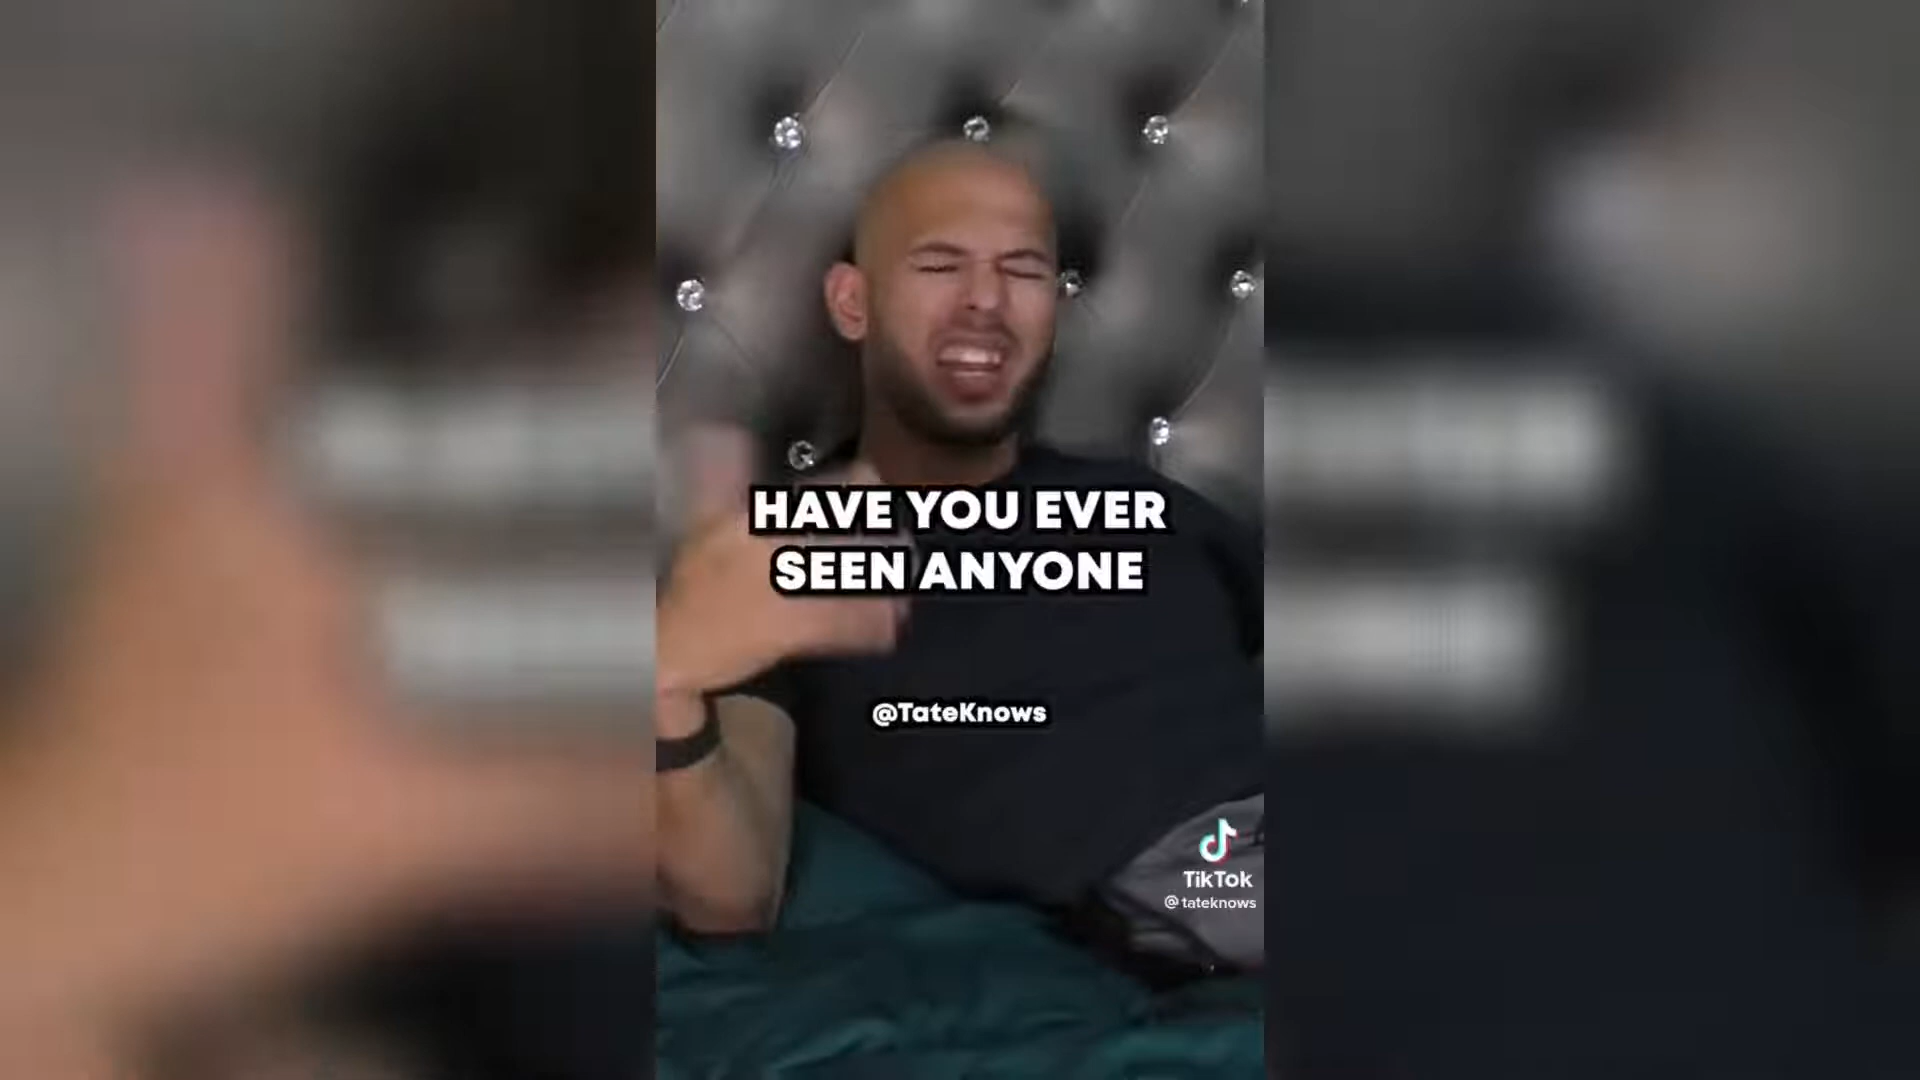 HAVE YOU EVER
SEEN ANYONE
@TateKnows
TikTok
@tateknows